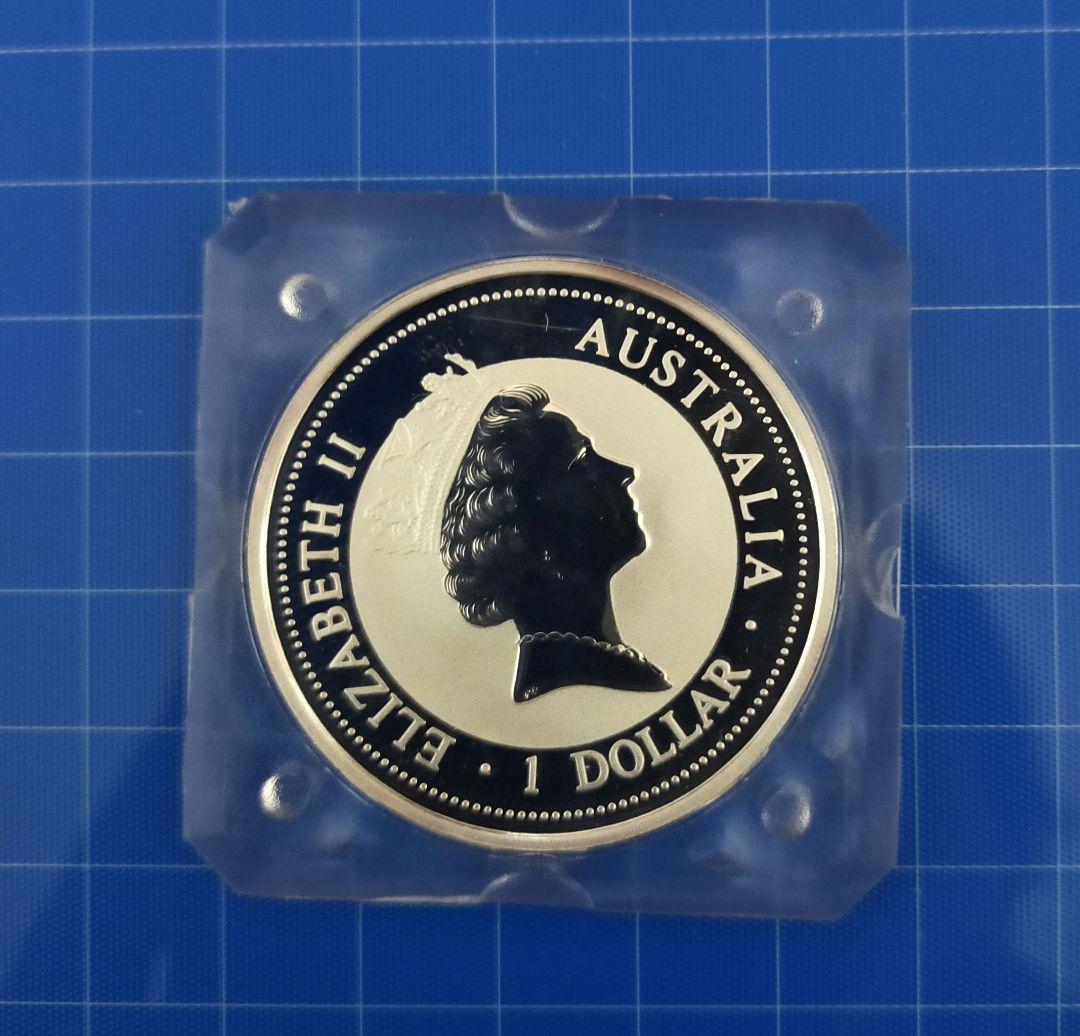 ELIZABETH II
AUSTRALIA
· 1 DOLLAR ·